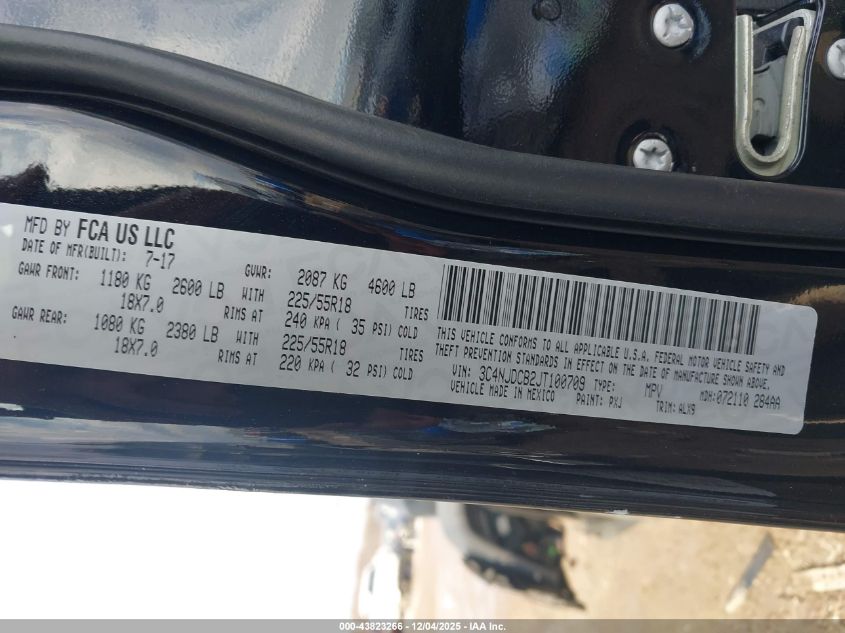 MFD BY FCA US LLC
DATE OF MFR(BUILT): 7-17 GVWR: 2087 KG 4600 LB
GAWR FRONT: 1180 KG 2600 LB WITH 225/55R18 TIRES
18X7.0 RIMS AT 240 KPA ( 35 PSI) COLD
GAWR REAR: 1080 KG 2380 LB WITH 225/55R18 TIRES
18X7.0 RIMS AT 220 KPA ( 32 PSI) COLD
THIS VEHICLE CONFORMS TO ALL APPLICABLE U.S.A. FEDERAL MOTOR VEHICLE SAFETY AND
THEFT PREVENTION STANDARDS IN EFFECT ON THE DATE OF MANUFACTURE SHOWN ABOVE.
VIN: 3C4NJDCB2JT100709 TYPE: MPV MDH:072110 284AA
VEHICLE MADE IN MEXICO PAINT: PXJ TRIM: ALX9
000-43823266 - 12/04/2025 - IAA Inc.